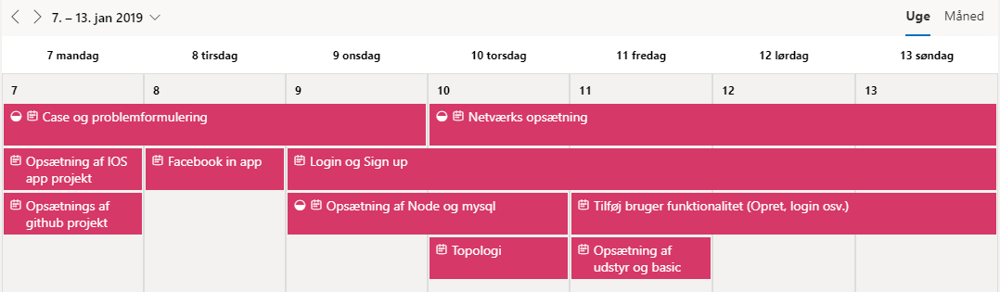 7. – 13. jan 2019
Uge Måned
7 mandag 8 tirsdag 9 onsdag 10 torsdag 11 fredag 12 lørdag 13 søndag
7 8 9 10 11 12 13
Case og problemformulering
Netværks opsætning
Opsætning af IOS
app projekt
Facebook in app
Login og Sign up
Opsætnings af
github projekt
Opsætning af Node og mysql
Tilføj bruger funktionalitet (Opret, login osv.)
Topologi
Opsætning af
udstyr og basic